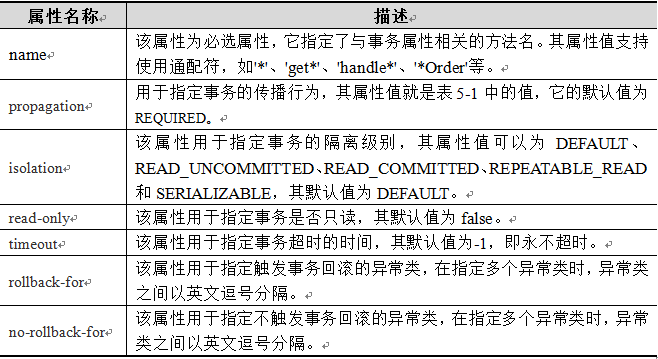 属性名称 描述
name
该属性为必选属性，它指定了与事务属性相关的方法名。其属性值支持
使用通配符，如'*'、'get*'、'handle*'、'*Order'等。
propagation
用于指定事务的传播行为，其属性值就是表 5-1 中的值，它的默认值为
REQUIRED。
isolation
该属性用于指定事务的隔离级别，其属性值可以为 DEFAULT、
READ_UNCOMMITTED、READ_COMMITTED、REPEATABLE_READ
和 SERIALIZABLE，其默认值为 DEFAULT。
read-only 该属性用于指定事务是否只读，其默认值为 false。
timeout 该属性用于指定事务超时的时间，其默认值为-1，即永不超时。
rollback-for
该属性用于指定触发事务回滚的异常类，在指定多个异常类时，异常类
之间以英文逗号分隔。
no-rollback-for
该属性用于指定不触发事务回滚的异常类，在指定多个异常类时，异常
类之间以英文逗号分隔。